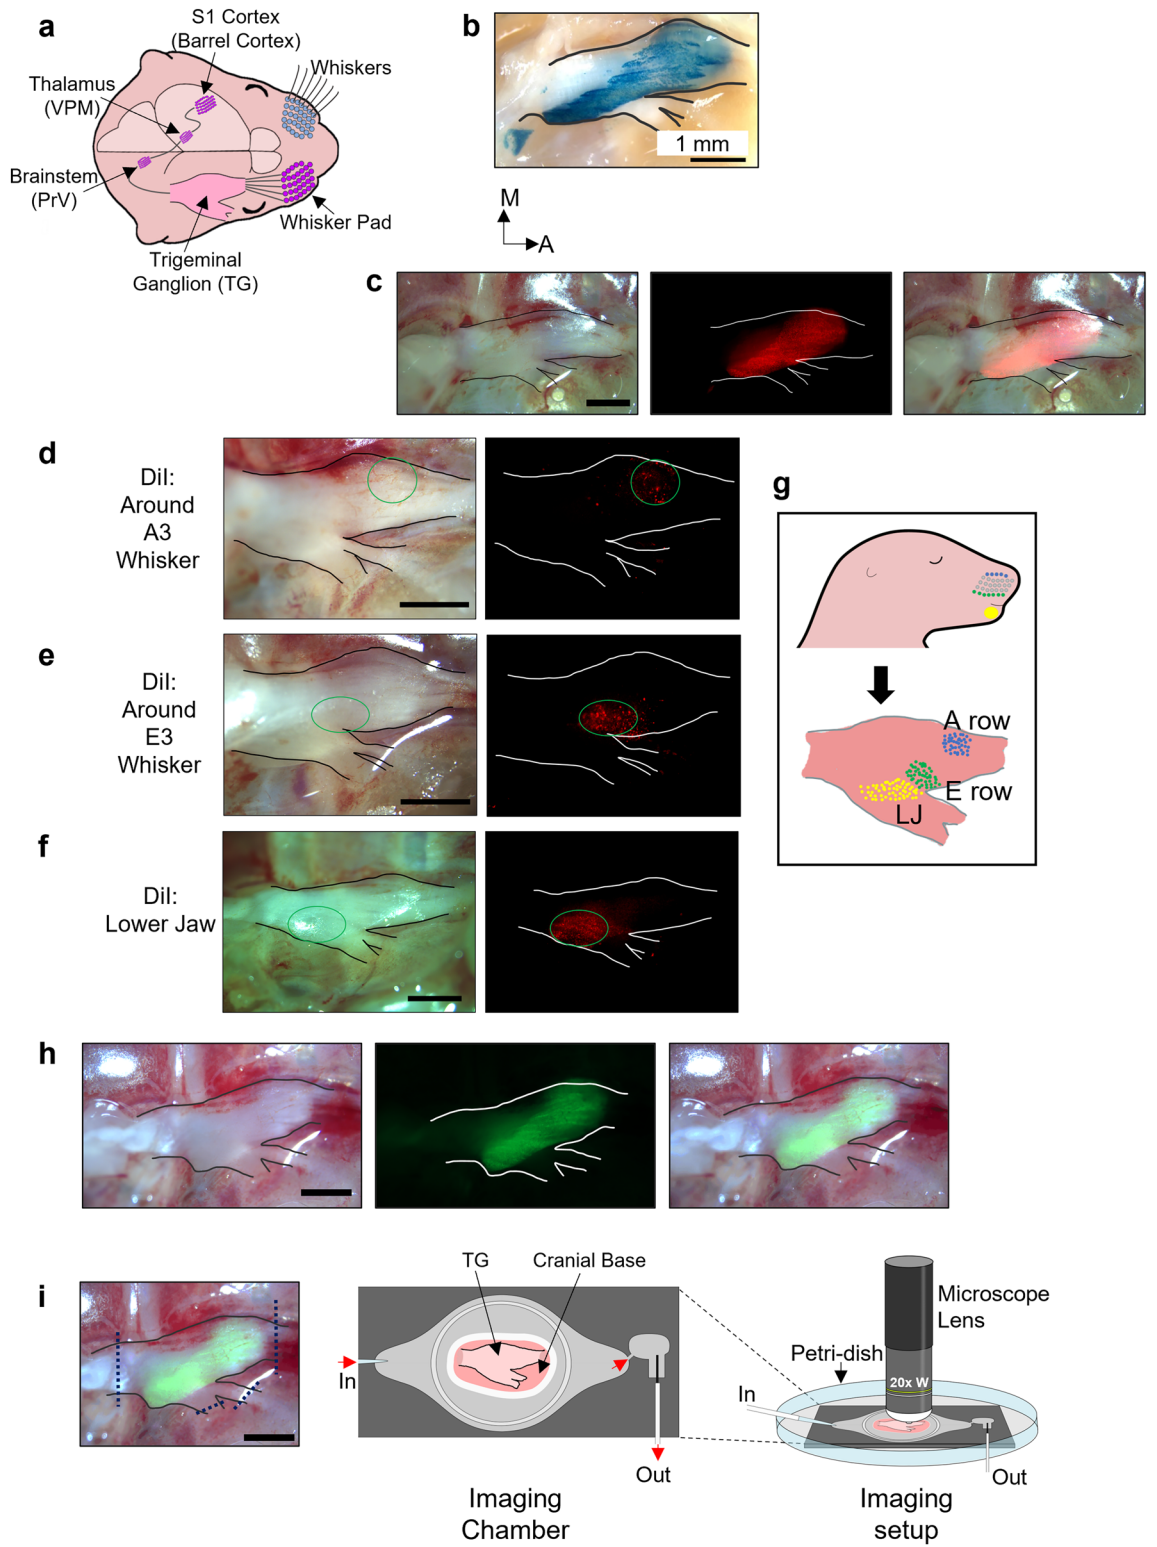 a
S1 Cortex
(Barrel Cortex)
Whiskers
Thalamus
(VPM)
Brainstem
(PrV)
Whisker Pad
Trigeminal
Ganglion (TG)
b
1 mm
M
A
c
d
DiI:
Around
A3
Whisker
e
DiI:
Around
E3
Whisker
f
DiI:
Lower Jaw
g
A row
E row
LJ
h
i
TG
Cranial Base
In
Out
Imaging
Chamber
Microscope
Lens
Petri-dish
20x W
In
Out
Imaging
setup